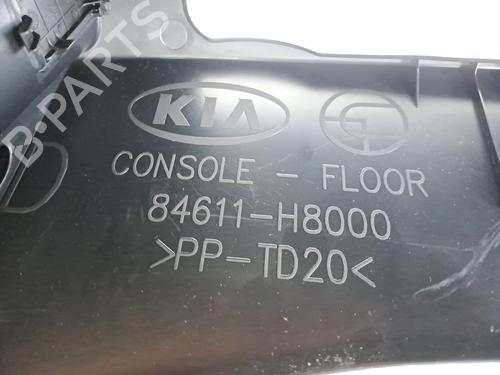 B-PARTS
KIA
CONSOLE - FLOOR
84611-H8000
>PP-TD20<